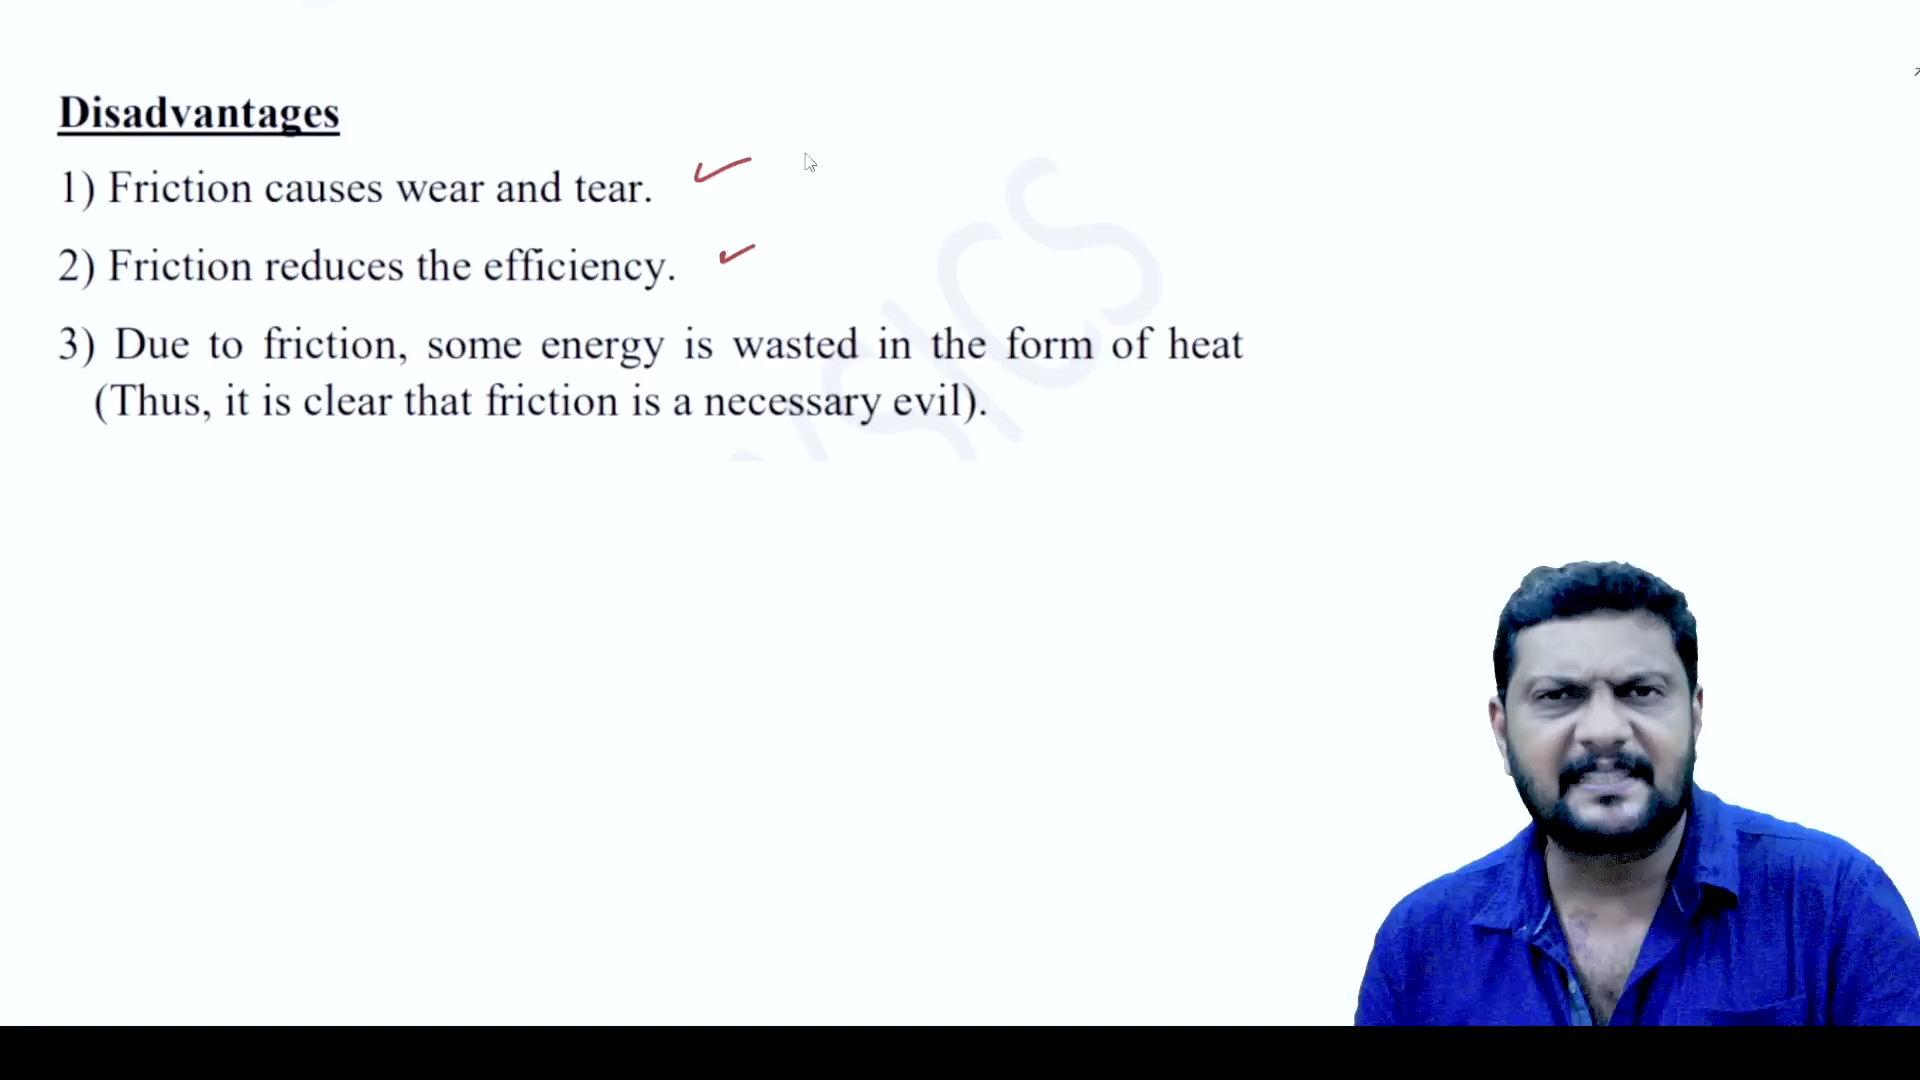 Disadvantages
1) Friction causes wear and tear.
2) Friction reduces the efficiency.
3) Due to friction, some energy is wasted in the form of heat
(Thus, it is clear that friction is a necessary evil).